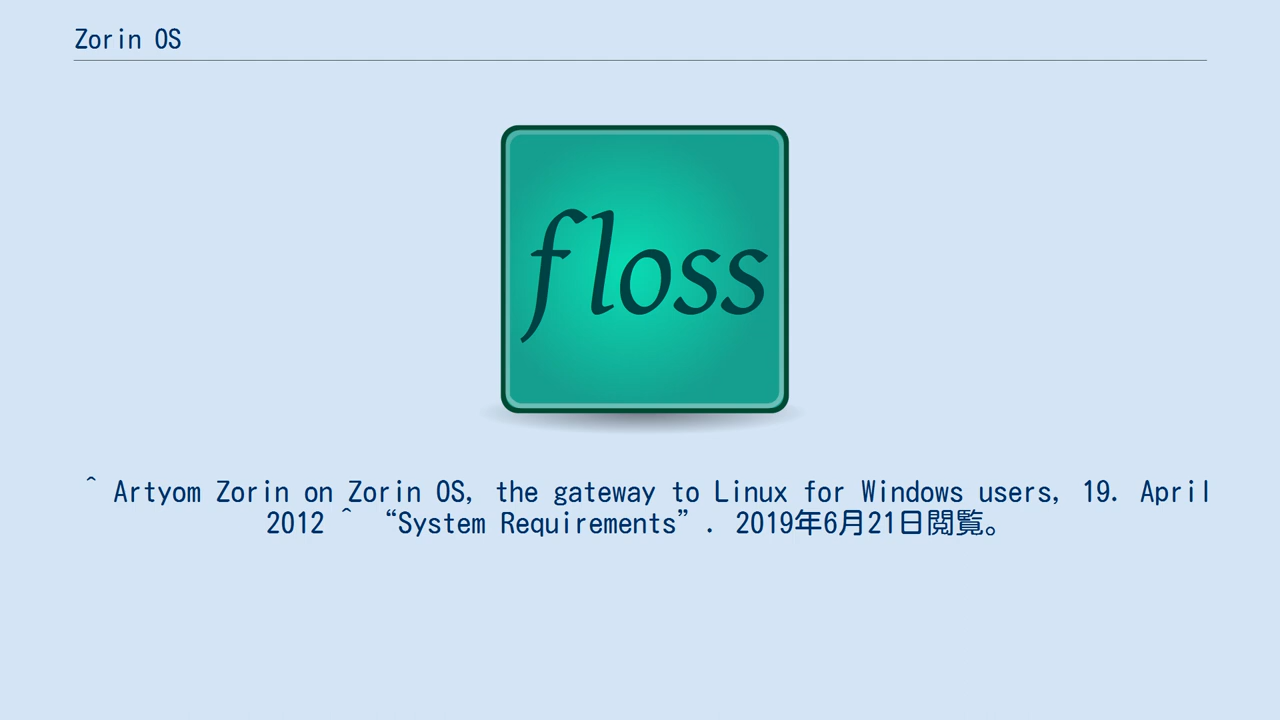 Zorin OS
floss
^ Artyom Zorin on Zorin OS, the gateway to Linux for Windows users, 19. April
2012 ^ “System Requirements”. 2019年6月21日閲覧。